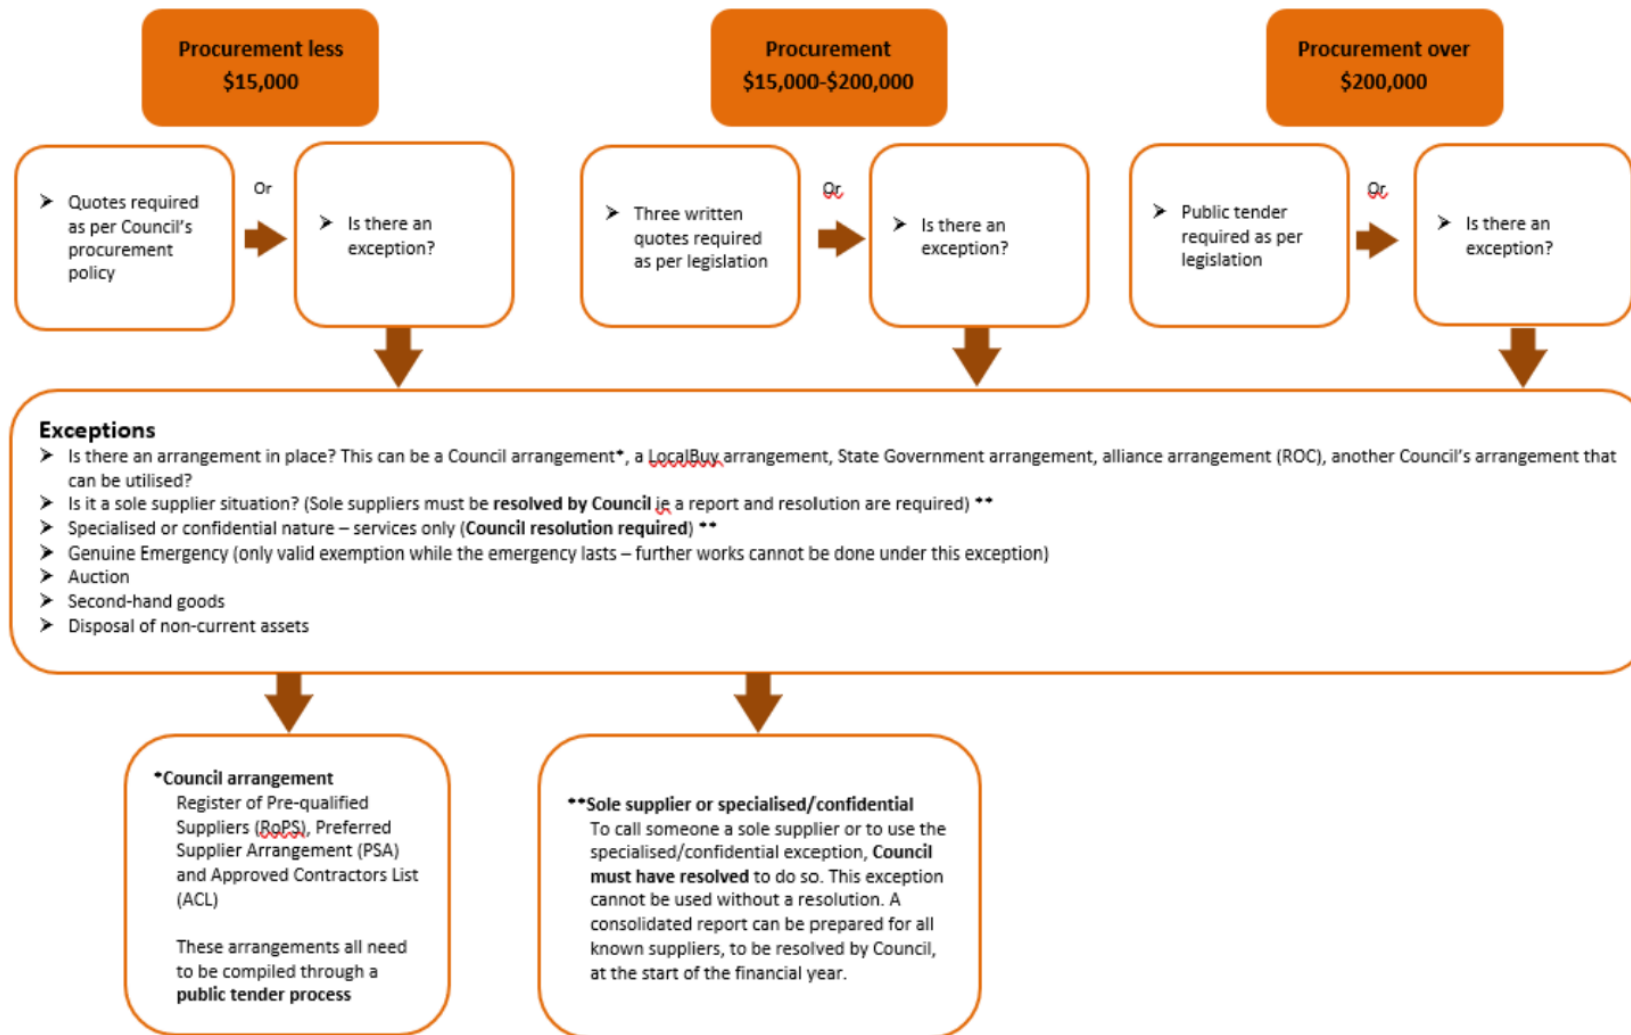 Procurement less
$15,000
Procurement
$15,000-$200,000
Procurement over
$200,000
➤ Quotes required
as per Council's
procurement
policy
Or
➤ Is there an
exception?
➤ Three written
quotes required
as per legislation
Or
➤ Is there an
exception?
➤ Public tender
required as per
legislation
Or
➤ Is there an
exception?
Exceptions
➤ Is there an arrangement in place? This can be a Council arrangement*, a LocalBuy arrangement, State Government arrangement, alliance arrangement (ROC), another Council's arrangement that
can be utilised?
➤ Is it a sole supplier situation? (Sole suppliers must be resolved by Council ie a report and resolution are required) **
➤ Specialised or confidential nature – services only (Council resolution required) **
➤ Genuine Emergency (only valid exemption while the emergency lasts – further works cannot be done under this exception)
➤ Auction
➤ Second-hand goods
➤ Disposal of non-current assets
*Council arrangement
Register of Pre-qualified
Suppliers (RoPS), Preferred
Supplier Arrangement (PSA)
and Approved Contractors List
(ACL)
These arrangements all need
to be compiled through a
public tender process
**Sole supplier or specialised/confidential
To call someone a sole supplier or to use the
specialised/confidential exception, Council
must have resolved to do so. This exception
cannot be used without a resolution. A
consolidated report can be prepared for all
known suppliers, to be resolved by Council,
at the start of the financial year.